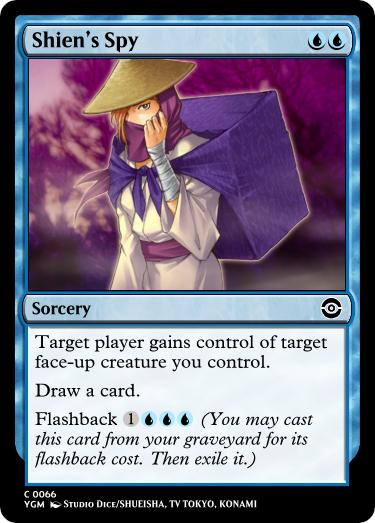 Shien's Spy
Sorcery
Target player gains control of target
face-up creature you control.
Draw a card.
Flashback 1 (You may cast
this card from your graveyard for its
flashback cost. Then exile it.)
C 0066
YGM Studio Dice/SHUEISHA, TV TOKYO, KONAMI